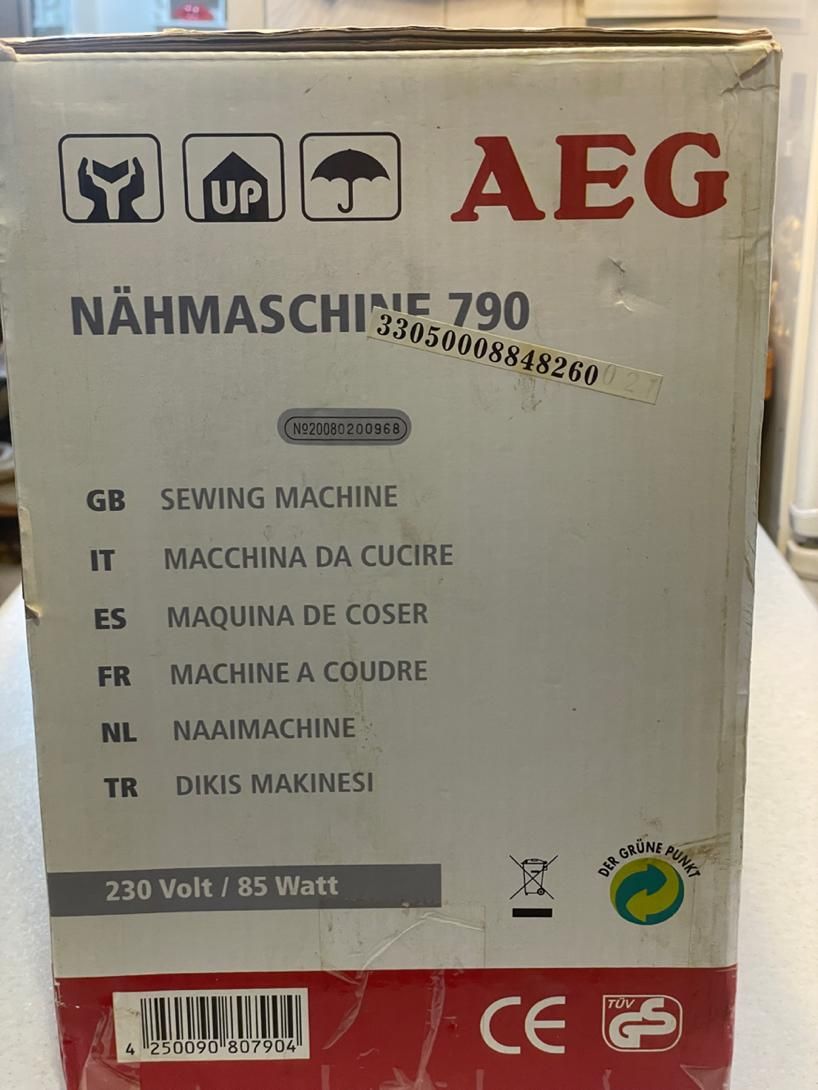 UP
AEG
NÄHMASCHINE 790
33050008848260021
Nº20080200968
GB SEWING MACHINE
IT MACCHINA DA CUCIRE
ES MAQUINA DE COSER
FR MACHINE A COUDRE
NL NAAIMACHINE
TR DIKIS MAKINESI
DER GRÜNE PUNKT
230 Volt / 85 Watt
4 250090 807904
CE
TÜV
GS